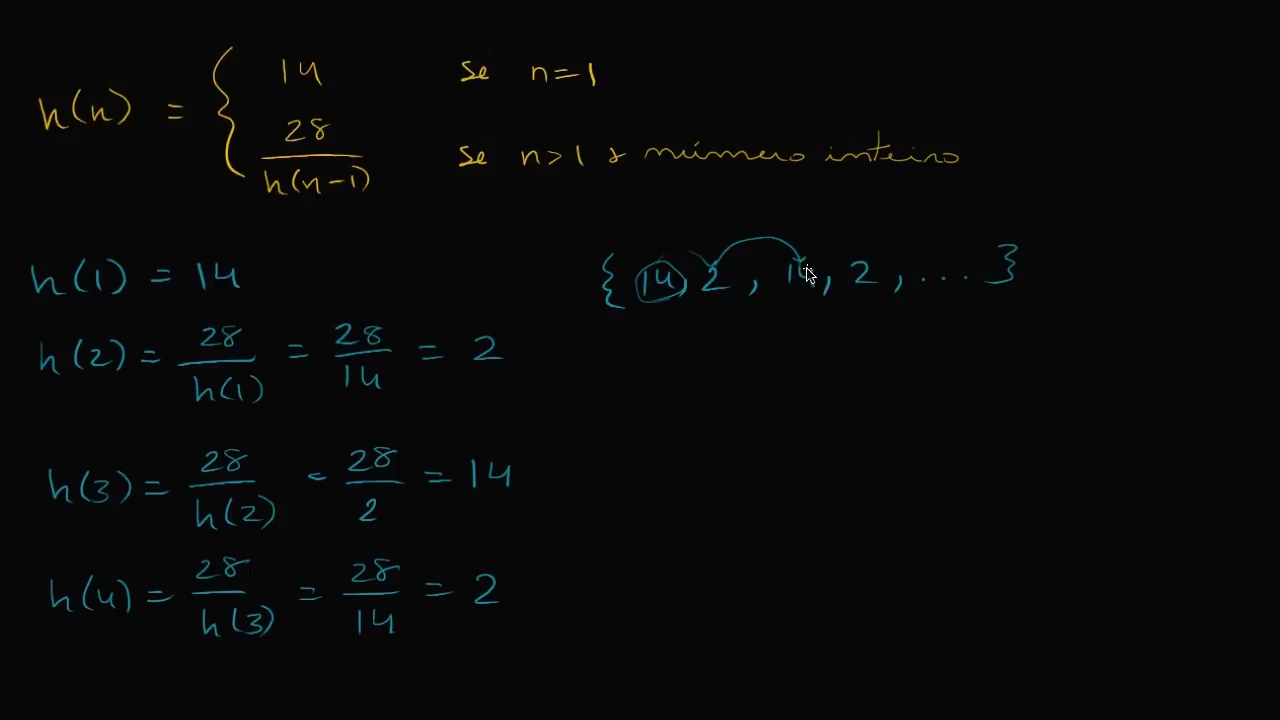 h(n) = { 14 se n=1
28/h(n-1) se n>1 & número inteiro
h(1) = 14
{ 14, 2, 14, 2, ... }
h(2) = 28/h(1) = 28/14 = 2
h(3) = 28/h(2) = 28/2 = 14
h(4) = 28/h(3) = 28/14 = 2